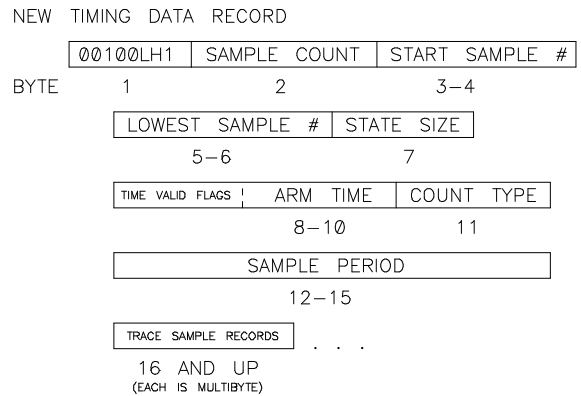 NEW TIMING DATA RECORD
00100LH1 SAMPLE COUNT START SAMPLE #
BYTE 1 2 3-4
LOWEST SAMPLE # STATE SIZE
5-6 7
TIME VALID FLAGS ARM TIME COUNT TYPE
8-10 11
SAMPLE PERIOD
12-15
TRACE SAMPLE RECORDS . . .
16 AND UP
(EACH IS MULTIBYTE)